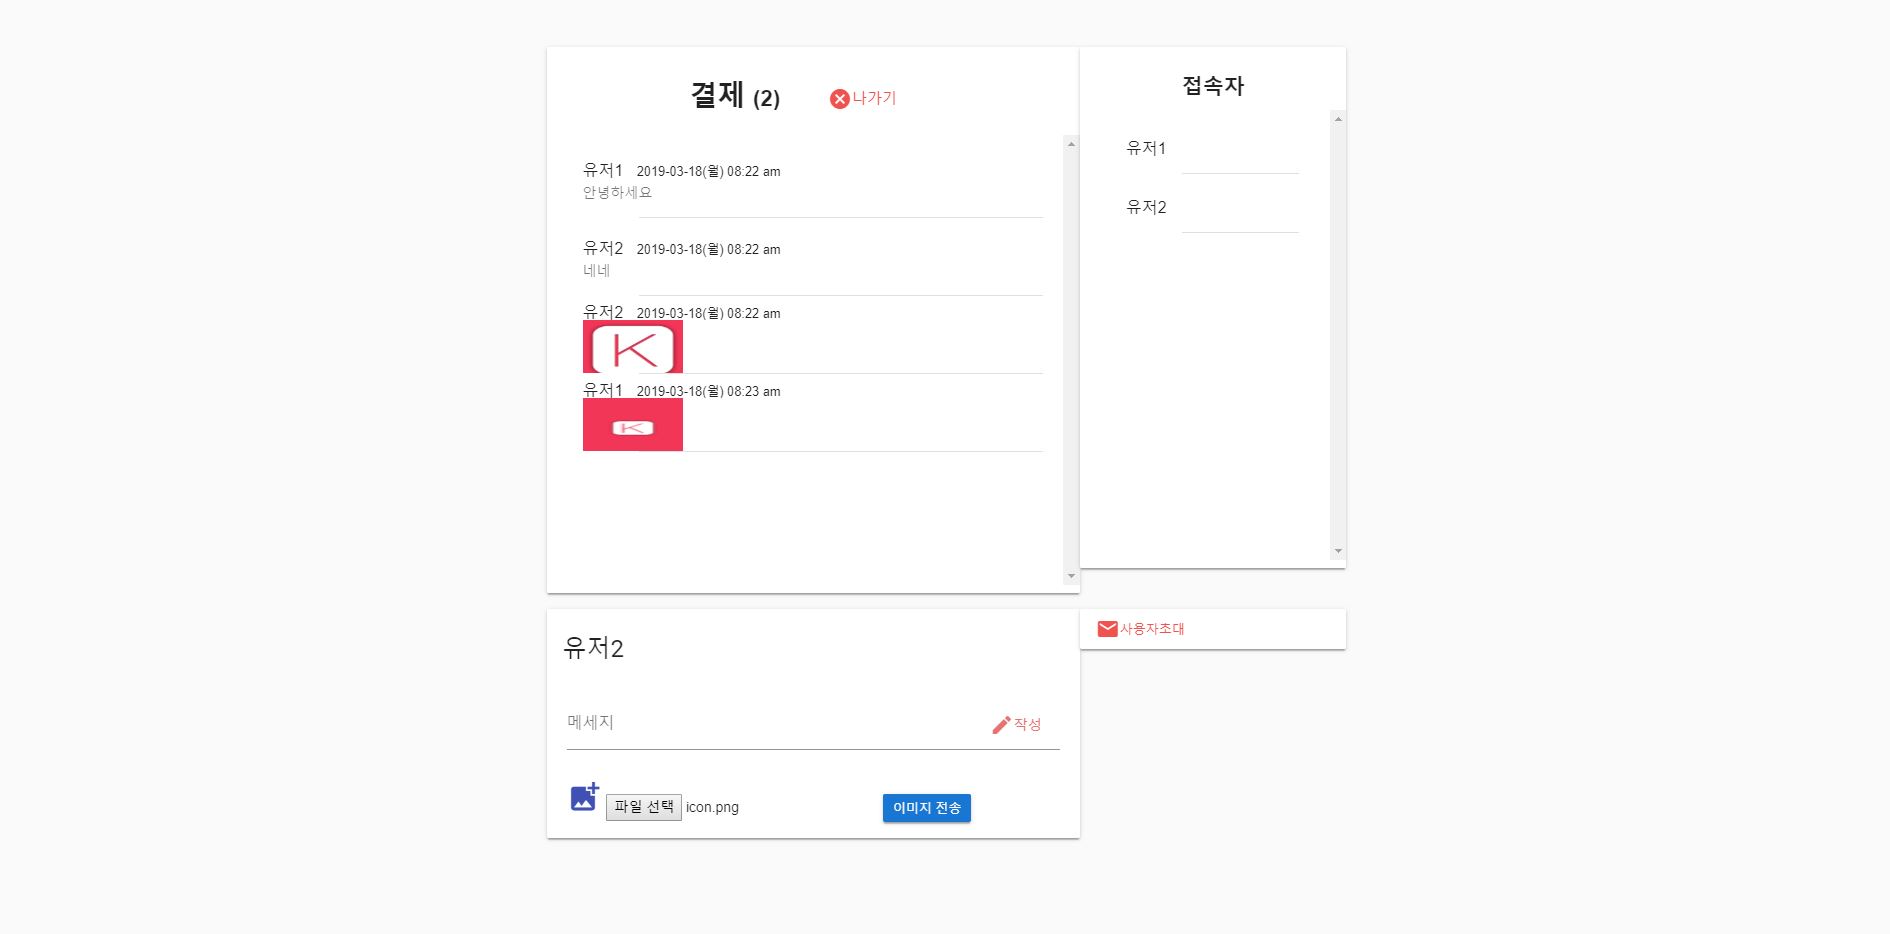 결제 (2) 나가기
유저1 2019-03-18(월) 08:22 am
안녕하세요
유저2 2019-03-18(월) 08:22 am
네네
유저2 2019-03-18(월) 08:22 am
K
유저1 2019-03-18(월) 08:23 am
K
접속자
유저1
유저2
유저2
메세지 작성
파일 선택 icon.png 이미지 전송
사용자초대